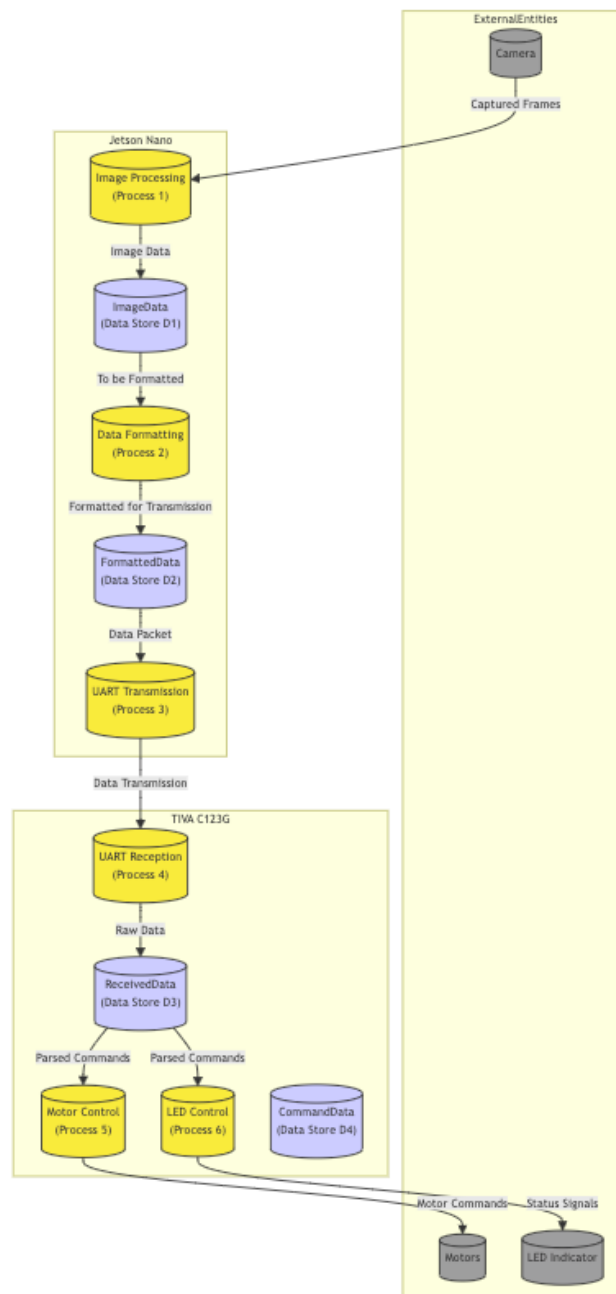 ExternalEntities
Camera
Captured Frames
Jetson Nano
Image Processing
(Process 1)
Image Data
ImageData
(Data Store D1)
To be Formatted
Data Formatting
(Process 2)
Formatted for Transmission
FormattedData
(Data Store D2)
Data Packet
UART Transmission
(Process 3)
Data Transmission
TIVA C123G
UART Reception
(Process 4)
Raw Data
ReceivedData
(Data Store D3)
Parsed Commands
Parsed Commands
Motor Control
(Process 5)
LED Control
(Process 6)
CommandData
(Data Store D4)
Motor Commands
Status Signals
Motors
LED Indicator